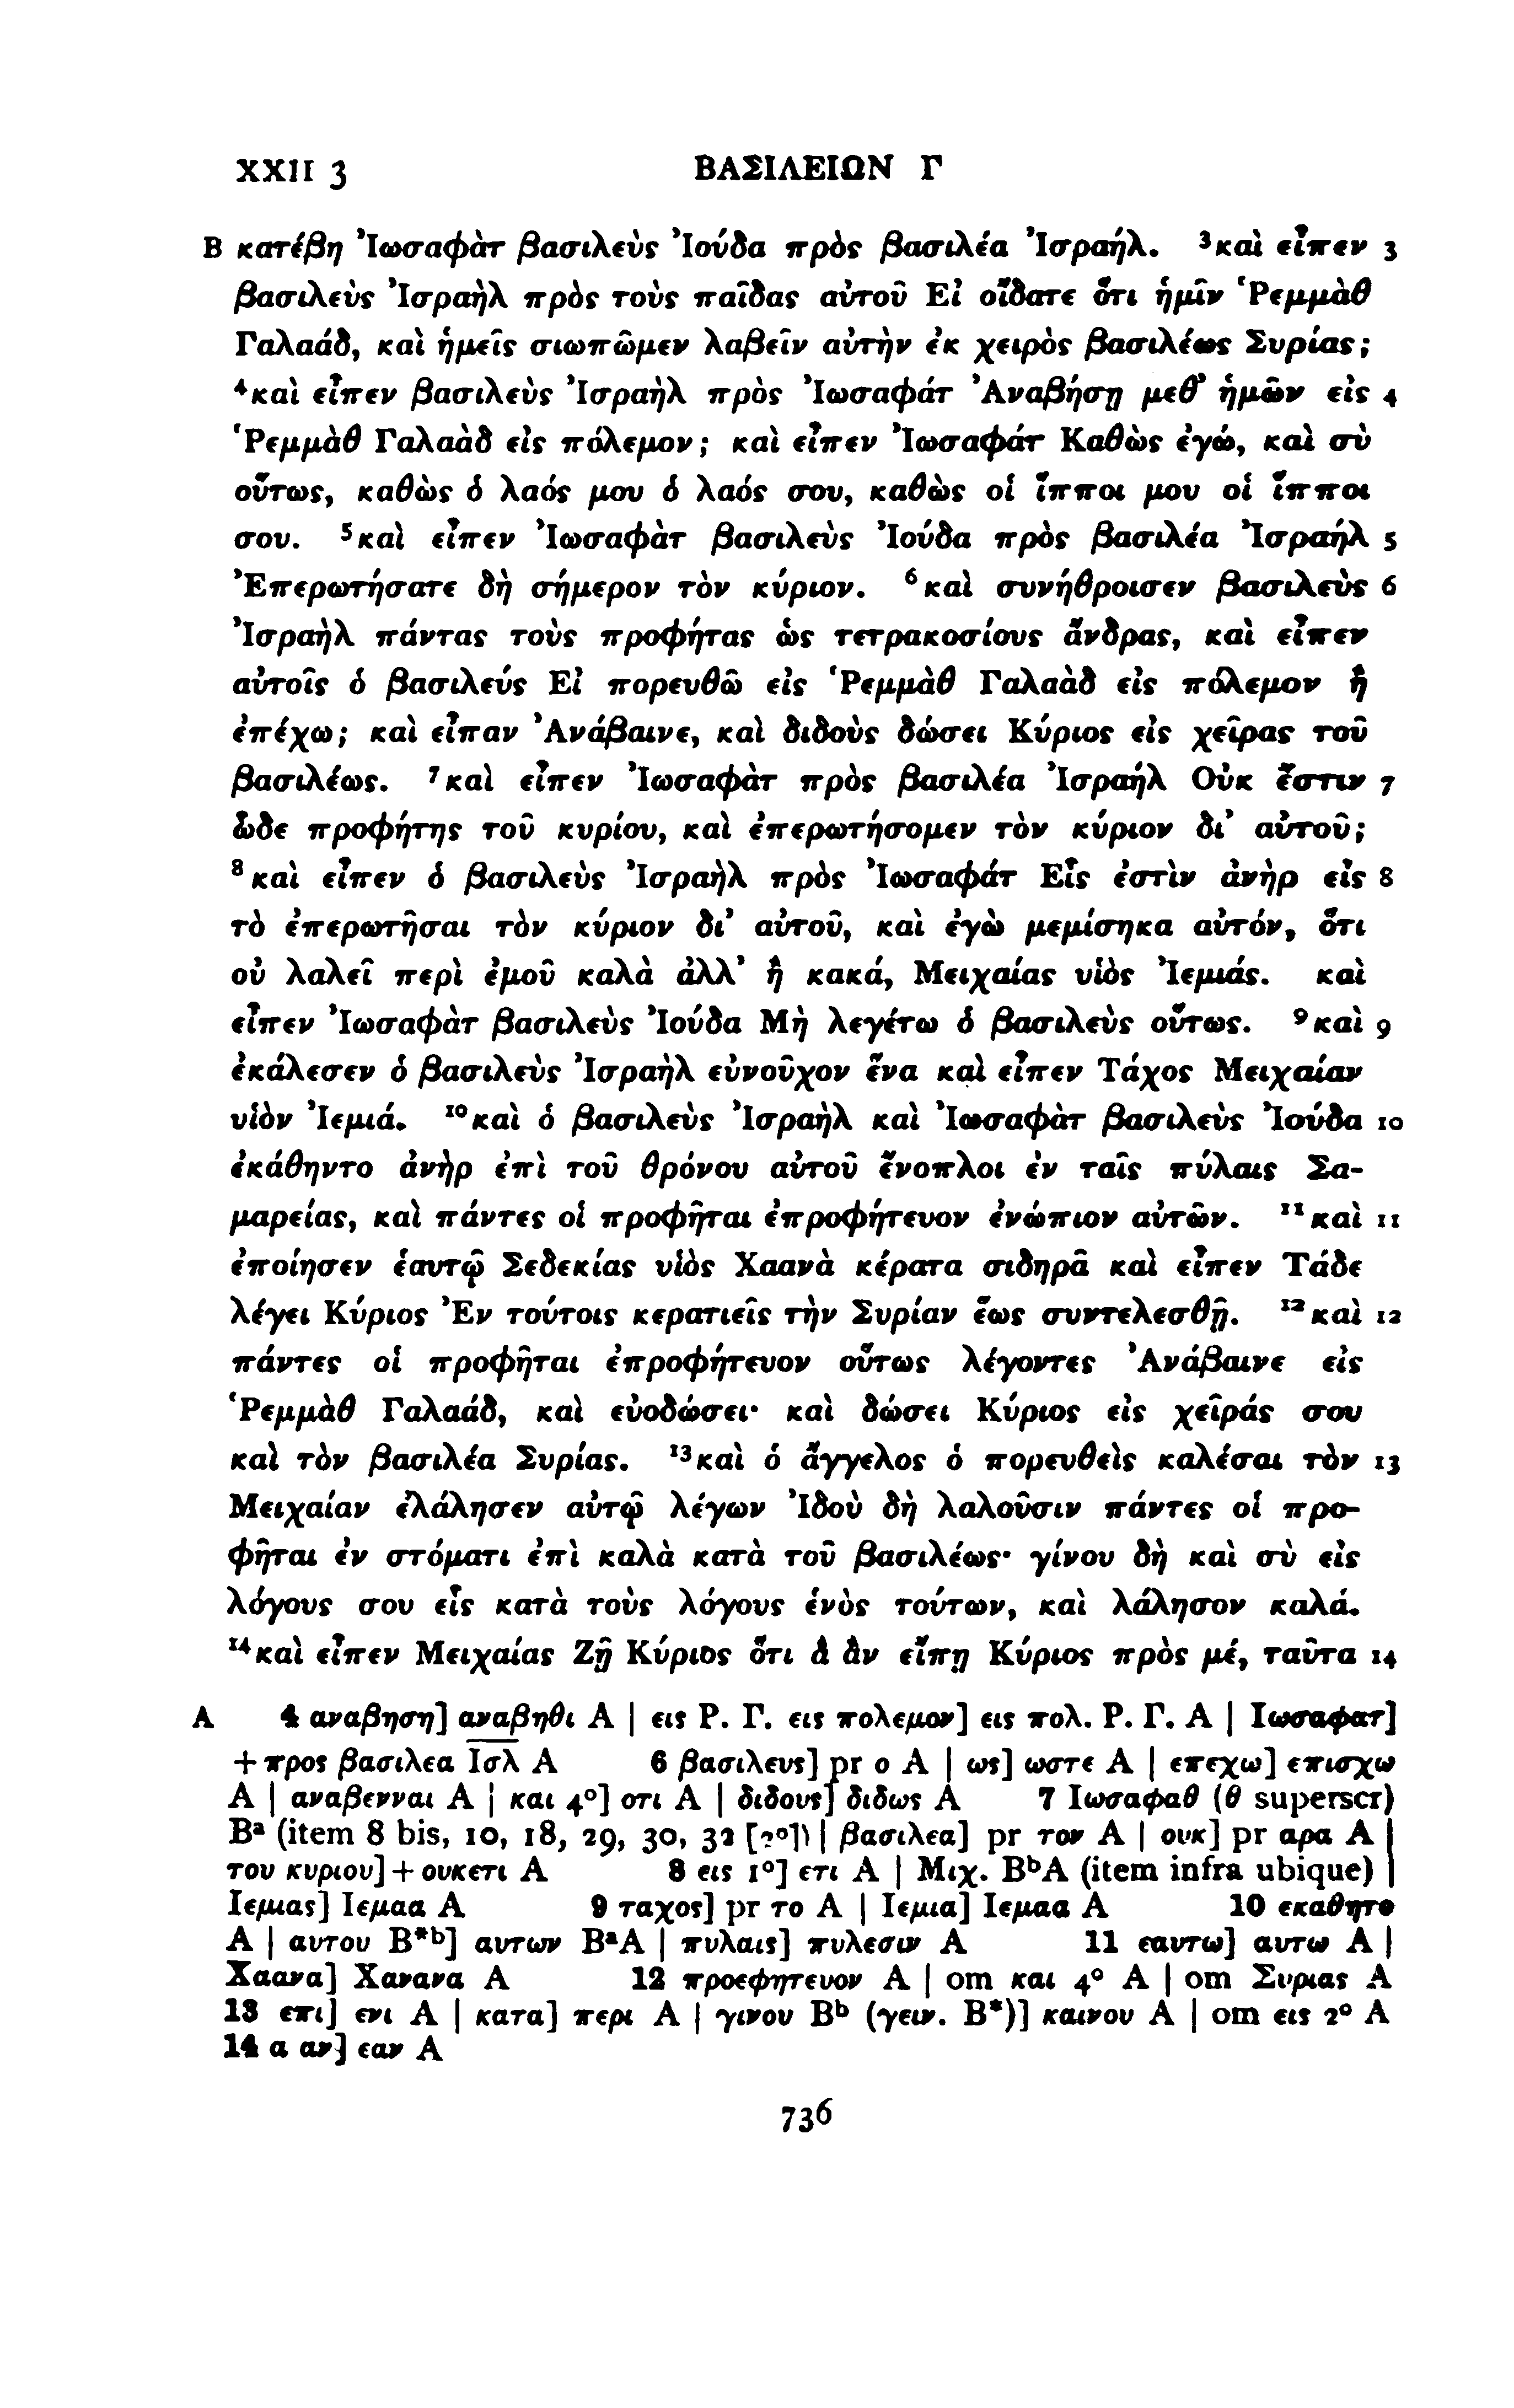 XXII 3 ΒΑΣΙΛΕΙΩΝ Γ
B κατέβη Ἰωσαφὰτ βασιλεὺς Ἰούδα πρὸς βασιλέα Ἰσραήλ. ³καὶ εἶπεν 3
βασιλεὺς Ἰσραὴλ πρὸς τοὺς παῖδας αὐτοῦ Εἰ οἴδατε ὅτι ἡμῖν Ῥεμμὰθ
Γαλαάδ, καὶ ἡμεῖς σιωπῶμεν λαβεῖν αὐτὴν ἐκ χειρὸς βασιλέως Συρίας;
⁴καὶ εἶπεν βασιλεὺς Ἰσραὴλ πρὸς Ἰωσαφάτ Ἀναβήσῃ μεθ᾽ ἡμῶν εἰς 4
Ῥεμμὰθ Γαλαὰδ εἰς πόλεμον; καὶ εἶπεν Ἰωσαφάτ Καθὼς ἐγώ, καὶ σὺ
οὕτως, καθὼς ὁ λαός μου ὁ λαός σου, καθὼς οἱ ἵπποι μου οἱ ἵπποι
σου. ⁵καὶ εἶπεν Ἰωσαφὰτ βασιλεὺς Ἰούδα πρὸς βασιλέα Ἰσραήλ 5
Ἐπερωτήσατε δὴ σήμερον τὸν κύριον. ⁶καὶ συνήθροισεν βασιλεὺς 6
Ἰσραὴλ πάντας τοὺς προφήτας ὡς τετρακοσίους ἄνδρας, καὶ εἶπεν
αὐτοῖς ὁ βασιλεύς Εἰ πορευθῶ εἰς Ῥεμμὰθ Γαλαὰδ εἰς πόλεμον ἢ
ἐπέχω; καὶ εἶπαν Ἀνάβαινε, καὶ διδοὺς δώσει Κύριος εἰς χεῖρας τοῦ
βασιλέως. ⁷καὶ εἶπεν Ἰωσαφὰτ πρὸς βασιλέα Ἰσραήλ Οὐκ ἔστιν 7
ὧδε προφήτης τοῦ κυρίου, καὶ ἐπερωτήσομεν τὸν κύριον δι᾽ αὐτοῦ;
⁸καὶ εἶπεν ὁ βασιλεὺς Ἰσραὴλ πρὸς Ἰωσαφάτ Εἷς ἐστὶν ἀνὴρ εἰς 8
τὸ ἐπερωτῆσαι τὸν κύριον δι᾽ αὐτοῦ, καὶ ἐγὼ μεμίσηκα αὐτόν, ὅτι
οὐ λαλεῖ περὶ ἐμοῦ καλὰ ἀλλ᾽ ἢ κακά, Μειχαίας υἱὸς Ἰεμιάς. καὶ
εἶπεν Ἰωσαφὰτ βασιλεὺς Ἰούδα Μὴ λεγέτω ὁ βασιλεὺς οὕτως. ⁹καὶ 9
ἐκάλεσεν ὁ βασιλεὺς Ἰσραὴλ εὐνοῦχον ἕνα καὶ εἶπεν Τάχος Μειχαίαν
υἱὸν Ἰεμιά. ¹⁰καὶ ὁ βασιλεὺς Ἰσραὴλ καὶ Ἰωσαφὰτ βασιλεὺς Ἰούδα 10
ἐκάθηντο ἀνὴρ ἐπὶ τοῦ θρόνου αὐτοῦ ἔνοπλοι ἐν ταῖς πύλαις Σα-
μαρείας, καὶ πάντες οἱ προφῆται ἐπροφήτευον ἐνώπιον αὐτῶν. ¹¹καὶ 11
ἐποίησεν ἑαυτῷ Σεδεκίας υἱὸς Χαανὰ κέρατα σιδηρᾶ καὶ εἶπεν Τάδε
λέγει Κύριος Ἐν τούτοις κερατιεῖς τὴν Συρίαν ἕως συντελεσθῇ. ¹²καὶ 12
πάντες οἱ προφῆται ἐπροφήτευον οὕτως λέγοντες Ἀνάβαινε εἰς
Ῥεμμὰθ Γαλαάδ, καὶ εὐοδώσει· καὶ δώσει Κύριος εἰς χεῖράς σου
καὶ τὸν βασιλέα Συρίας. ¹³καὶ ὁ ἄγγελος ὁ πορευθεὶς καλέσαι τὸν 13
Μειχαίαν ἐλάλησεν αὐτῷ λέγων Ἰδοὺ δὴ λαλοῦσιν πάντες οἱ προ-
φῆται ἐν στόματι ἐπὶ καλὰ κατὰ τοῦ βασιλέως· γίνου δὴ καὶ σὺ εἰς
λόγους σου εἷς κατὰ τοὺς λόγους ἑνὸς τούτων, καὶ λάλησον καλά.
¹⁴καὶ εἶπεν Μειχαίας Ζῇ Κύριος ὅτι ἃ ἂν εἴπῃ Κύριος πρὸς μέ, ταῦτα 14
A 4 αναβηση] αναβηθι A | εις Ρ. Γ. εις πολεμον] εις πολ. Ρ. Γ. A | Ιωσαφατ]
+ προς βασιλεα Ισλ A 6 βασιλευς] pr ο A | ως] ωστε A | επεχω] επισχω
A | αναβενναι A | και 4°] οτι A | διδους] διδως A 7 Ιωσαφαθ (θ superscr)
Bᵃ (item 8 bis, 10, 18, 29, 30, 32 [2°]) | βασιλεα] pr τον A | ουκ] pr αρα A |
του κυριου] + ουκετι A 8 εις 1°] ετι A | Μιχ. BᵇA (item infra ubique) |
Ιεμιας] Ιεμαα A 9 ταχος] pr το A | Ιεμια] Ιεμαα A 10 εκαθητο
A | αυτου B*ᵇ] αυτων BᵃA | πυλαις] πυλεσιν A 11 εαυτω] αυτω A |
Χαανα] Χανανα A 12 προεφητευον A | om και 4° A | om Συριας A
13 επι] ενι A | κατα] περι A | γινου Bᵇ (γειν. B*)] καινου A | om εις 2° A
14 α αν] εαν A
736